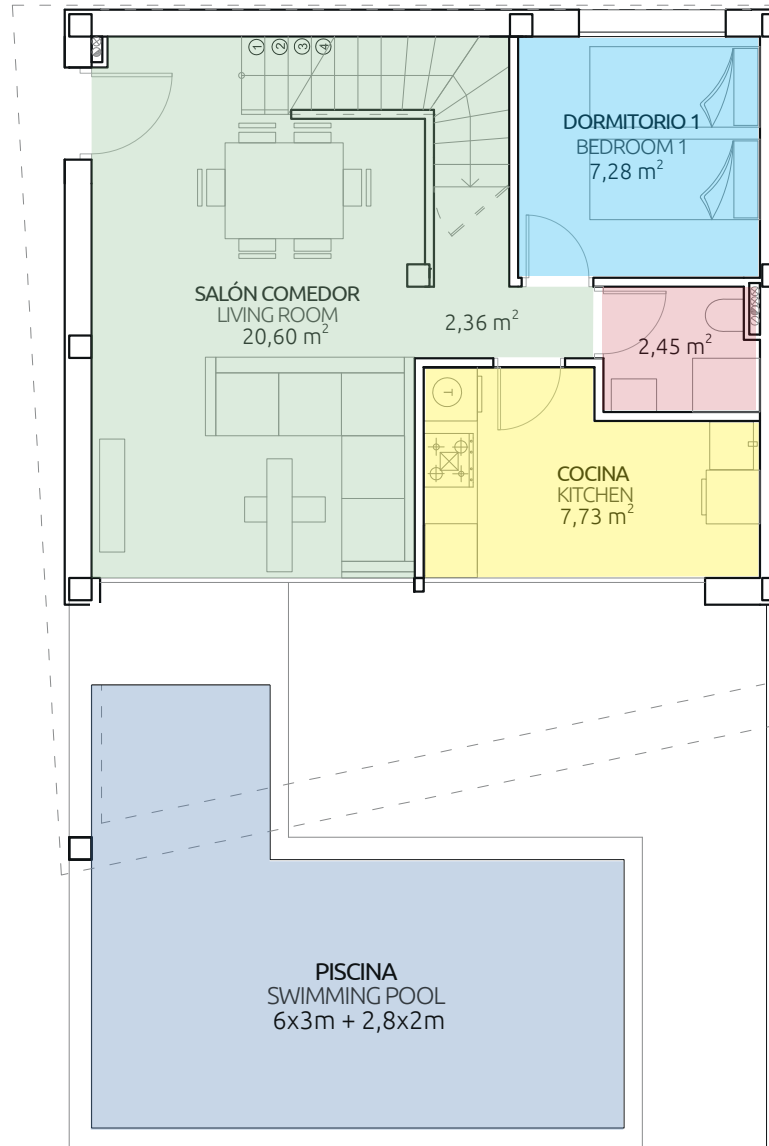 1
2
3
4
DORMITORIO 1
BEDROOM 1
7,28 m²
SALÓN COMEDOR
LIVING ROOM
20,60 m²
2,36 m²
2,45 m²
COCINA
KITCHEN
7,73 m²
PISCINA
SWIMMING POOL
6x3m + 2,8x2m